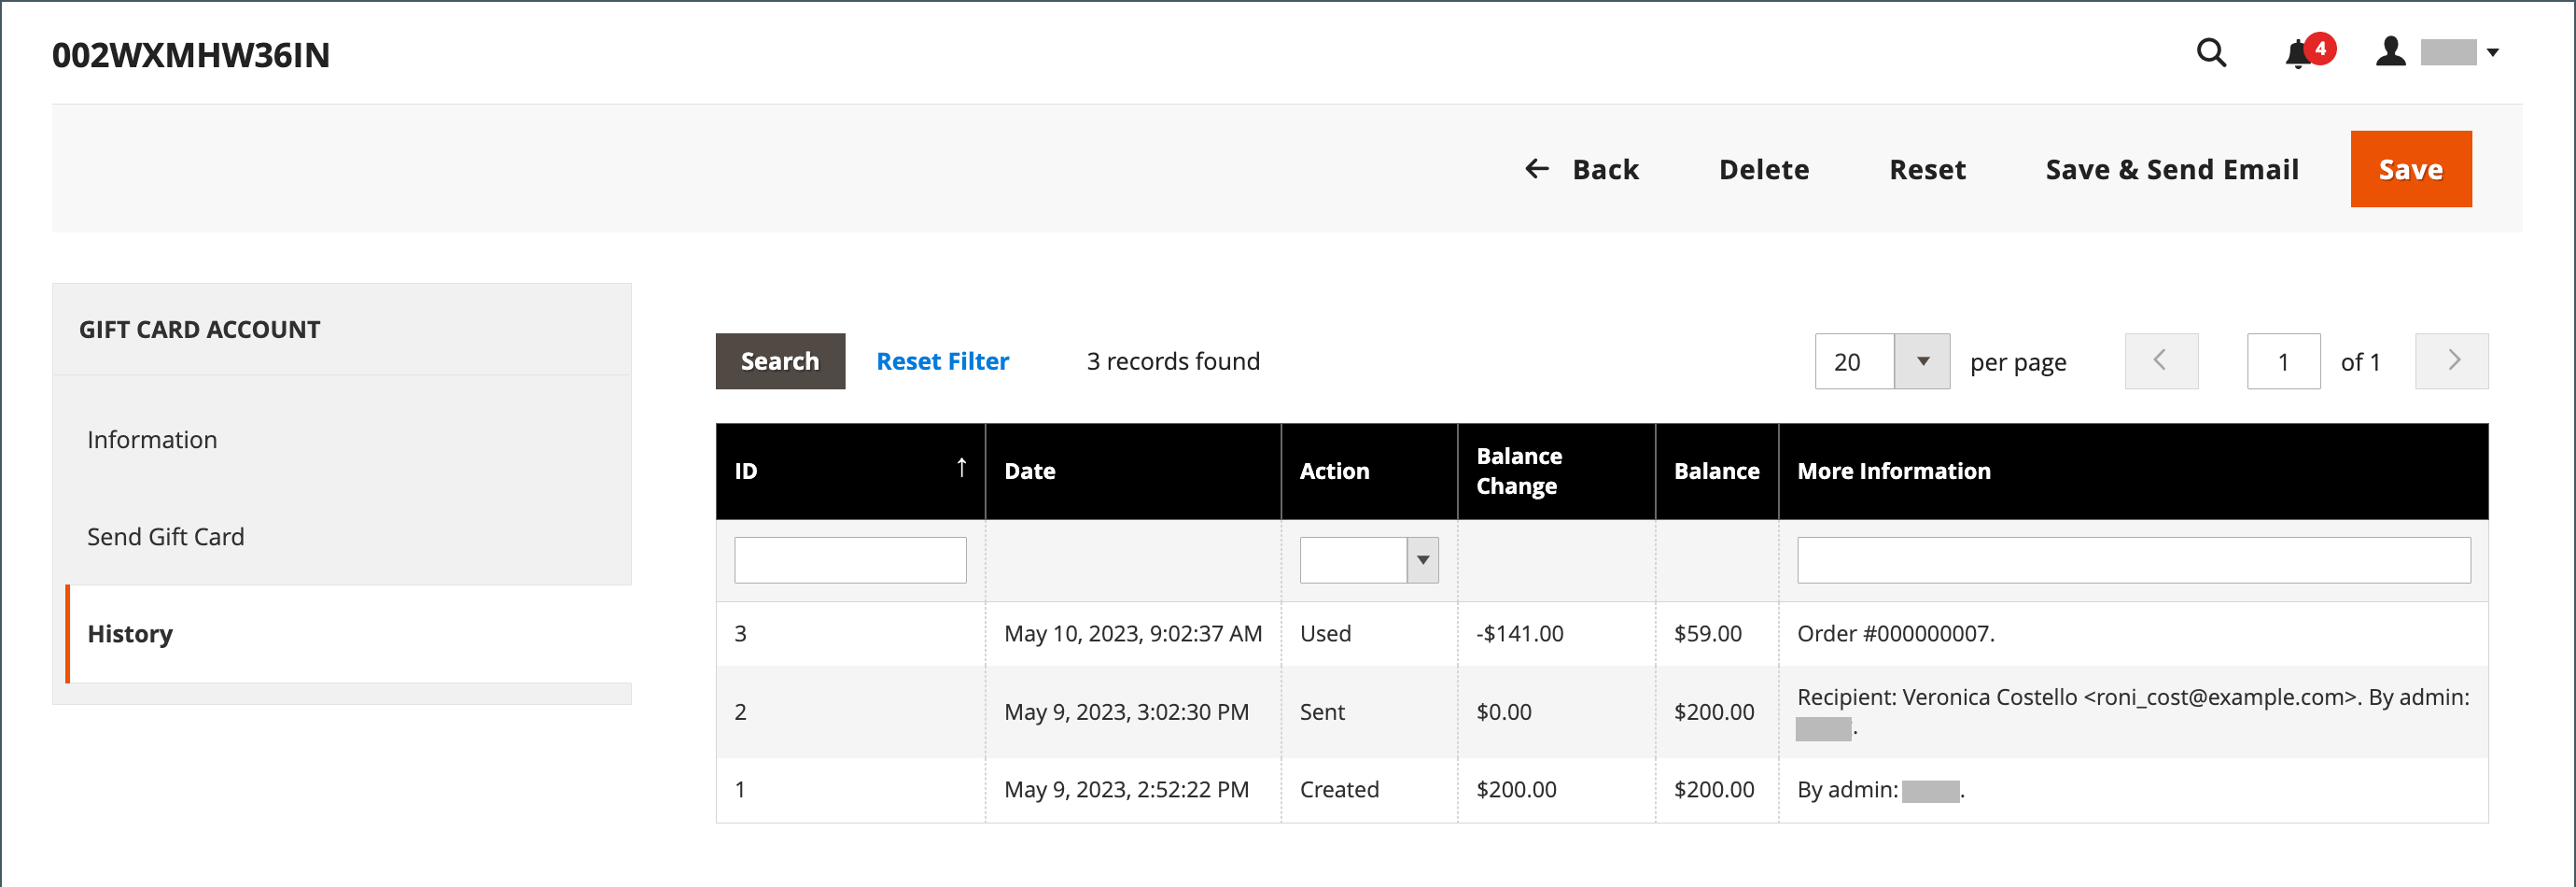 002WXMHW36IN
4
← Back Delete Reset Save & Send Email Save
GIFT CARD ACCOUNT
Information
Send Gift Card
History
Search Reset Filter 3 records found 20 per page 1 of 1
ID ↑ Date Action Balance Change Balance More Information
3 May 10, 2023, 9:02:37 AM Used -$141.00 $59.00 Order #000000007.
2 May 9, 2023, 3:02:30 PM Sent $0.00 $200.00 Recipient: Veronica Costello <roni_cost@example.com>. By admin:
.
1 May 9, 2023, 2:52:22 PM Created $200.00 $200.00 By admin: .